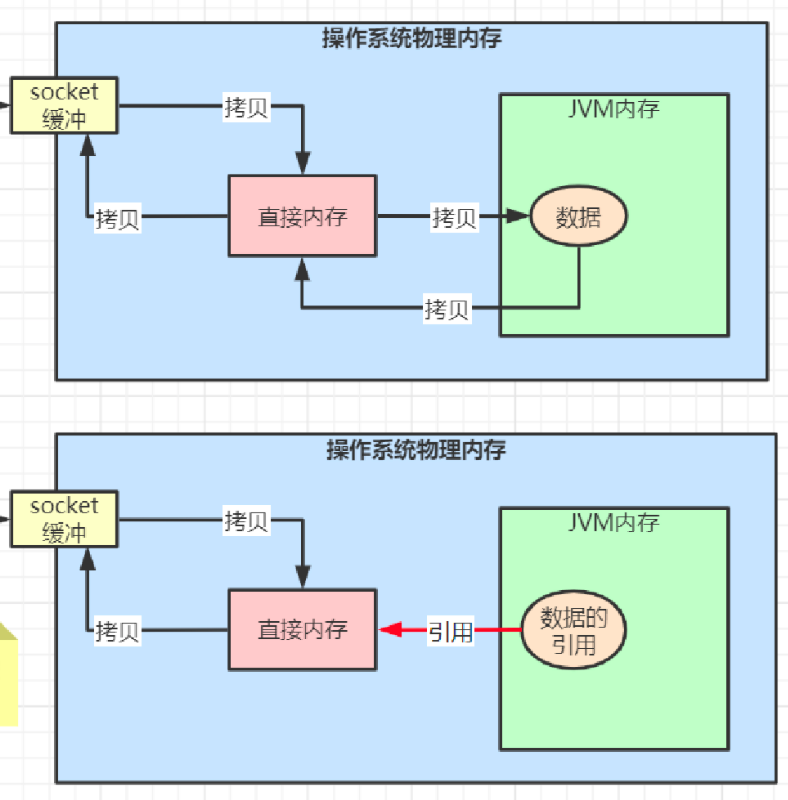 操作系统物理内存
socket
缓冲
拷贝
JVM内存
拷贝
直接内存
拷贝
数据
拷贝
操作系统物理内存
socket
缓冲
拷贝
JVM内存
拷贝
直接内存
引用
数据的
引用